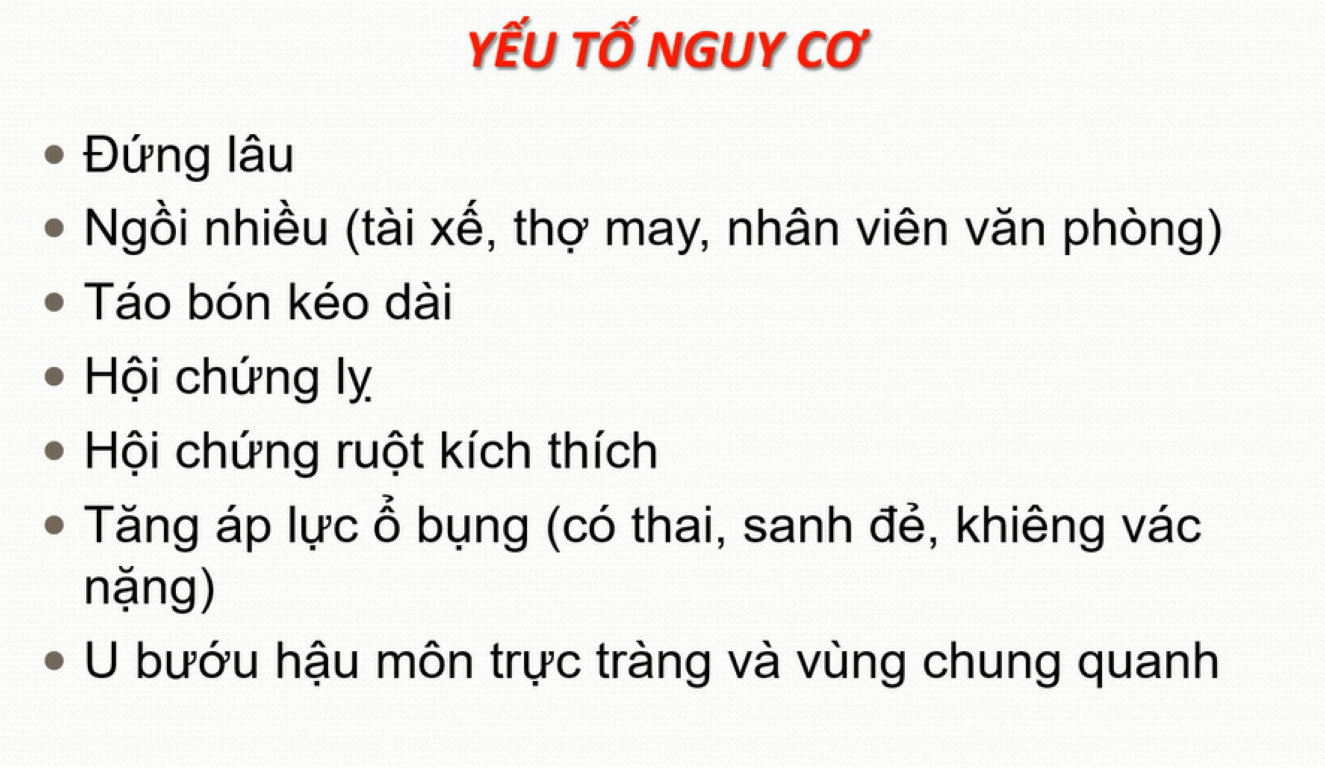 YẾU TỐ NGUY CƠ
• Đứng lâu
• Ngồi nhiều (tài xế, thợ may, nhân viên văn phòng)
• Táo bón kéo dài
• Hội chứng lỵ
• Hội chứng ruột kích thích
• Tăng áp lực ổ bụng (có thai, sanh đẻ, khiêng vác
nặng)
• U bướu hậu môn trực tràng và vùng chung quanh